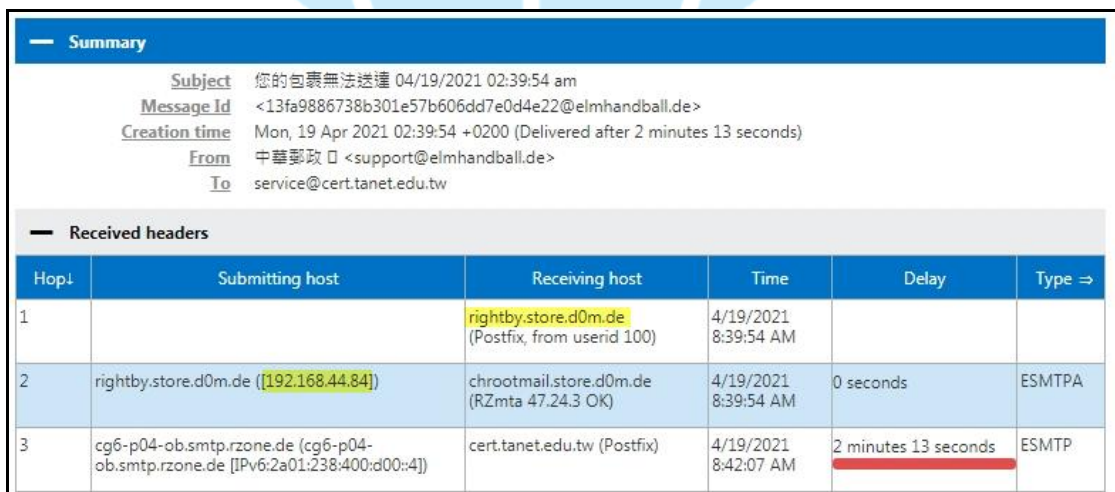 — Summary
Subject 您的包裹無法送達 04/19/2021 02:39:54 am
Message Id <13fa9886738b301e57b606dd7e0d4e22@elmhandball.de>
Creation time Mon, 19 Apr 2021 02:39:54 +0200 (Delivered after 2 minutes 13 seconds)
From 中華郵政 ▯ <support@elmhandball.de>
To service@cert.tanet.edu.tw
— Received headers
Hop↓ Submitting host Receiving host Time Delay Type ⇒
1 rightby.store.d0m.de 4/19/2021
(Postfix, from userid 100) 8:39:54 AM
2 rightby.store.d0m.de ([192.168.44.84]) chrootmail.store.d0m.de 4/19/2021 0 seconds ESMTPA
(RZmta 47.24.3 OK) 8:39:54 AM
3 cg6-p04-ob.smtp.rzone.de (cg6-p04- cert.tanet.edu.tw (Postfix) 4/19/2021 2 minutes 13 seconds ESMTP
ob.smtp.rzone.de [IPv6:2a01:238:400:d00::4]) 8:42:07 AM